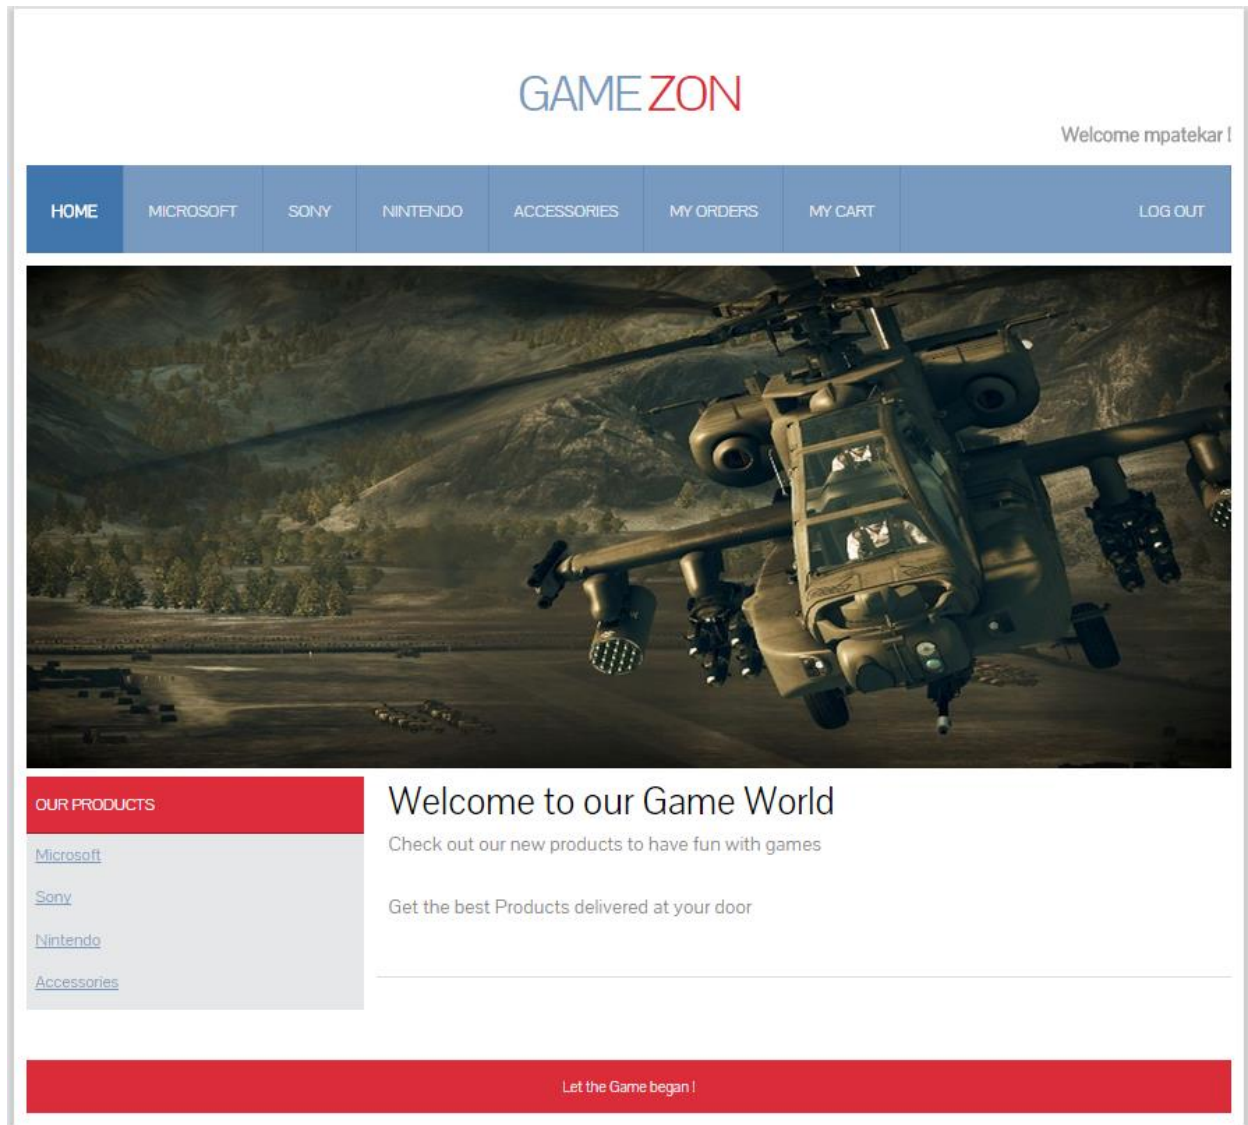 GAME ZON
Welcome mpatekar !
HOME MICROSOFT SONY NINTENDO ACCESSORIES MY ORDERS MY CART LOG OUT
OUR PRODUCTS
Microsoft
Sony
Nintendo
Accessories
Welcome to our Game World
Check out our new products to have fun with games
Get the best Products delivered at your door
Let the Game began !